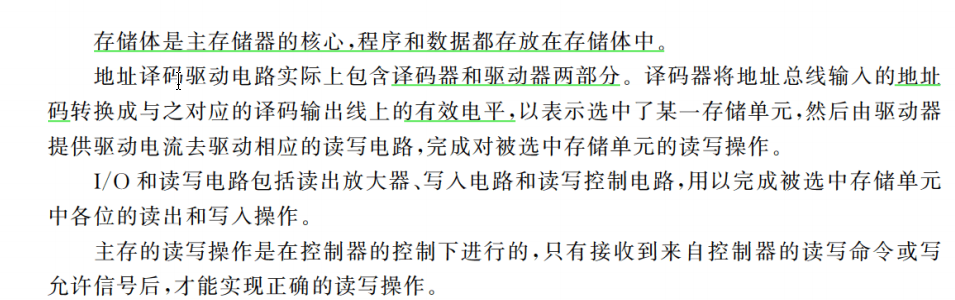 存储体是主存储器的核心,程序和数据都存放在存储体中。
地址译码驱动电路实际上包含译码器和驱动器两部分。译码器将地址总线输入的地址
码转换成与之对应的译码输出线上的有效电平,以表示选中了某一存储单元,然后由驱动器
提供驱动电流去驱动相应的读写电路,完成对被选中存储单元的读写操作。
I/O 和读写电路包括读出放大器、写入电路和读写控制电路,用以完成被选中存储单元
中各位的读出和写入操作。
主存的读写操作是在控制器的控制下进行的,只有接收到来自控制器的读写命令或写
允许信号后,才能实现正确的读写操作。